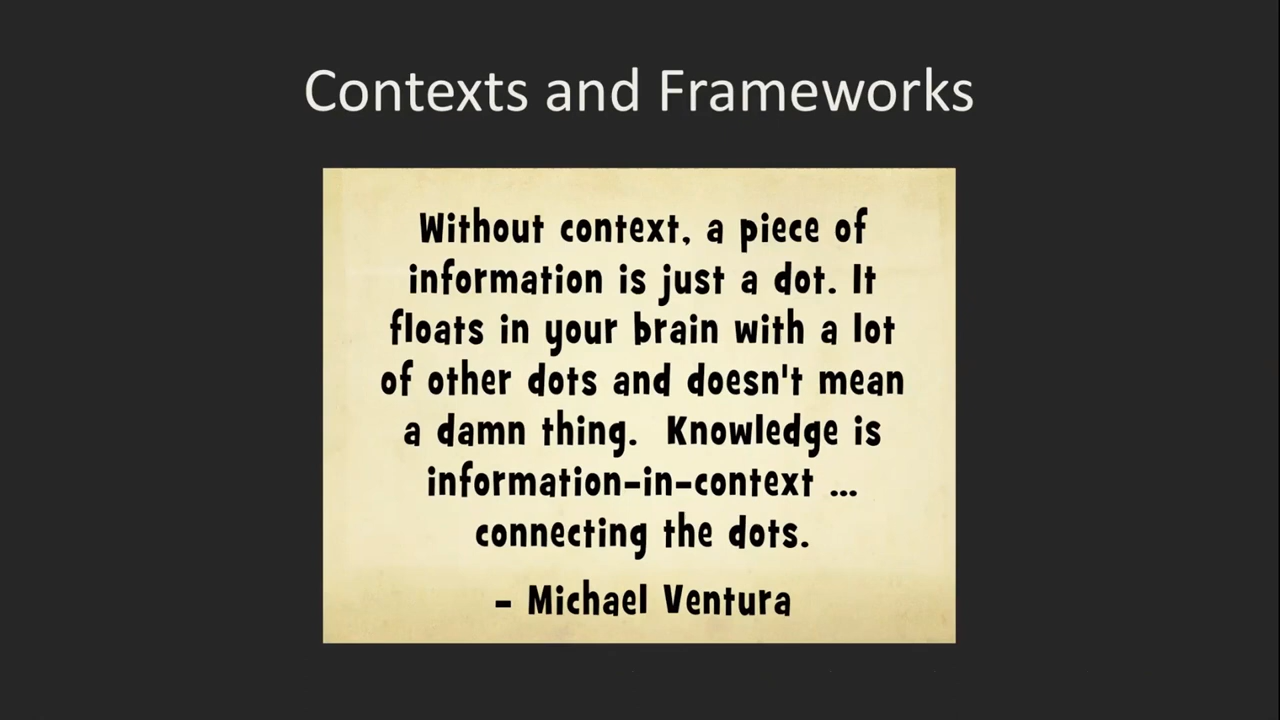 Contexts and Frameworks
Without context, a piece of
information is just a dot. It
floats in your brain with a lot
of other dots and doesn't mean
a damn thing.  Knowledge is
information-in-context ...
connecting the dots.
- Michael Ventura